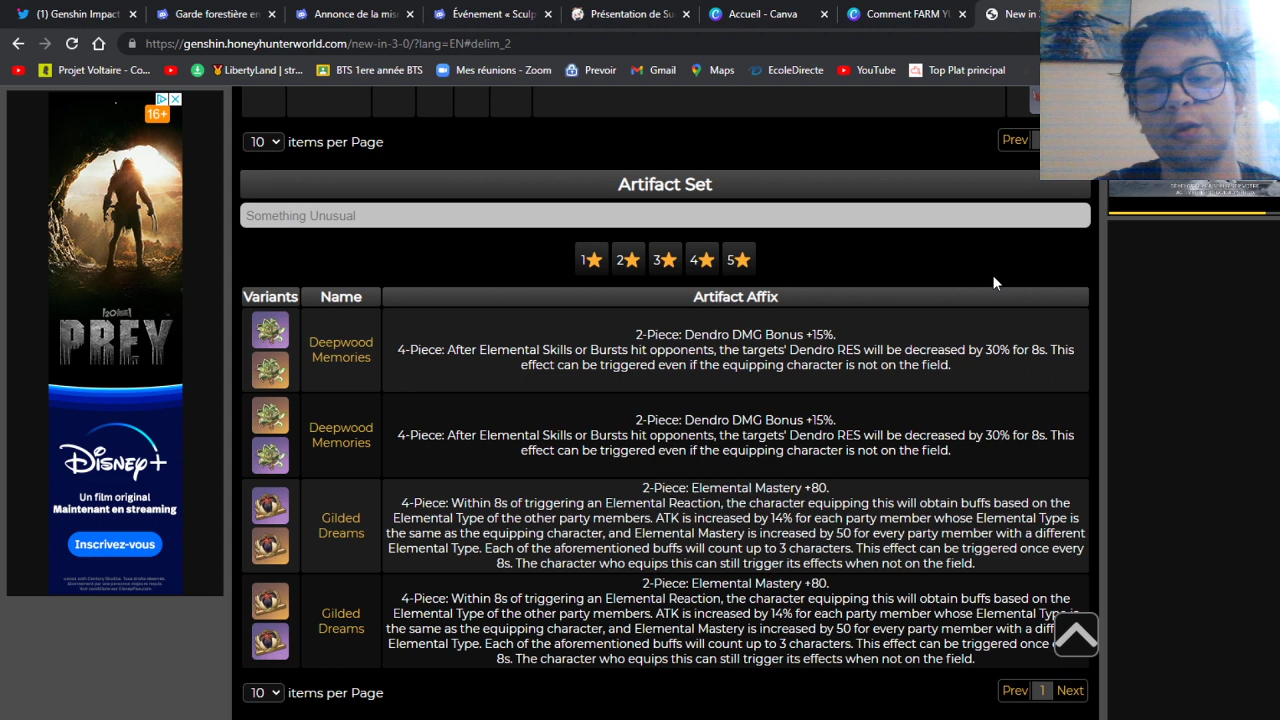 (1) Genshin Impact
Garde forestière en
Annonce de la mis
Événement « Sculp
Présentation de Su
Accueil - Canva
Comment FARM Y
New in
https://genshin.honeyhunterworld.com/new-in-3-0/?lang=EN#delim_2
Projet Voltaire - Co...
LibertyLand | str...
BTS 1ere année BTS
Mes réunions - Zoom
Prevoir
Gmail
Maps
EcoleDirecte
YouTube
Top Plat principal
16+
PREY
Disney+
Un film original
Maintenant en streaming
Inscrivez-vous
10 items per Page
Prev
Artifact Set
Something Unusual
1 2 3 4 5
Variants Name Artifact Affix
Deepwood
Memories
2-Piece: Dendro DMG Bonus +15%.
4-Piece: After Elemental Skills or Bursts hit opponents, the targets' Dendro RES will be decreased by 30% for 8s. This
effect can be triggered even if the equipping character is not on the field.
Deepwood
Memories
2-Piece: Dendro DMG Bonus +15%.
4-Piece: After Elemental Skills or Bursts hit opponents, the targets' Dendro RES will be decreased by 30% for 8s. This
effect can be triggered even if the equipping character is not on the field.
Gilded
Dreams
2-Piece: Elemental Mastery +80.
4-Piece: Within 8s of triggering an Elemental Reaction, the character equipping this will obtain buffs based on the
Elemental Type of the other party members. ATK is increased by 14% for each party member whose Elemental Type is
the same as the equipping character, and Elemental Mastery is increased by 50 for every party member with a different
Elemental Type. Each of the aforementioned buffs will count up to 3 characters. This effect can be triggered once every
8s. The character who equips this can still trigger its effects when not on the field.
Gilded
Dreams
2-Piece: Elemental Mastery +80.
4-Piece: Within 8s of triggering an Elemental Reaction, the character equipping this will obtain buffs based on the
Elemental Type of the other party members. ATK is increased by 14% for each party member whose Elemental Type is
the same as the equipping character, and Elemental Mastery is increased by 50 for every party member with a diff
Elemental Type. Each of the aforementioned buffs will count up to 3 characters. This effect can be triggered once
8s. The character who equips this can still trigger its effects when not on the field.
10 items per Page
Prev 1 Next